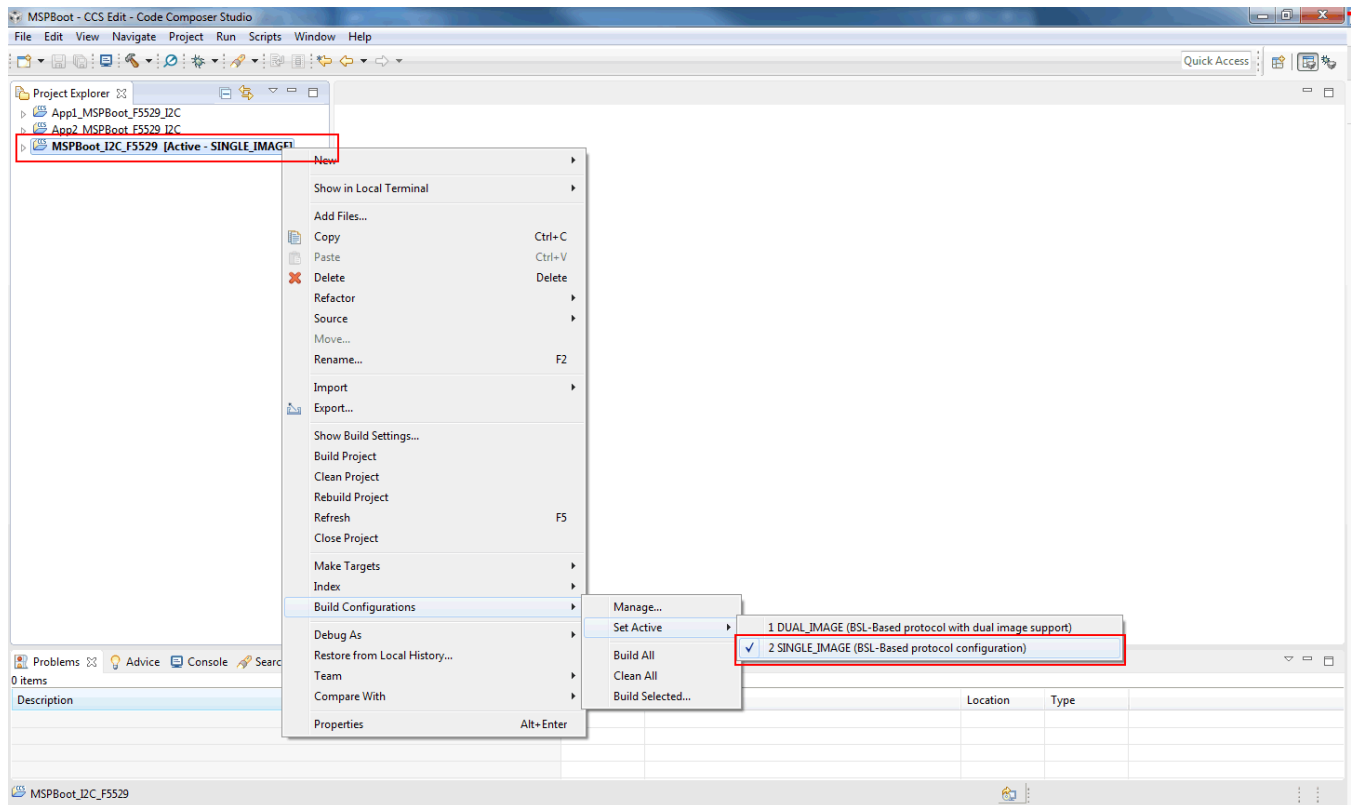 MSPBoot - CCS Edit - Code Composer Studio
File Edit View Navigate Project Run Scripts Window Help
Quick Access
Project Explorer
App1_MSPBoot_F5529_I2C
App2_MSPBoot_F5529_I2C
MSPBoot_I2C_F5529 [Active - SINGLE_IMAGE]
New
Show in Local Terminal
Add Files...
Copy Ctrl+C
Paste Ctrl+V
Delete Delete
Refactor
Source
Move...
Rename... F2
Import
Export...
Show Build Settings...
Build Project
Clean Project
Rebuild Project
Refresh F5
Close Project
Make Targets
Index
Build Configurations
Manage...
Set Active
1 DUAL_IMAGE (BSL-Based protocol with dual image support)
2 SINGLE_IMAGE (BSL-Based protocol configuration)
Build All
Clean All
Build Selected...
Debug As
Restore from Local History...
Team
Compare With
Properties Alt+Enter
Problems Advice Console Searc
0 items
Description Location Type
MSPBoot_I2C_F5529